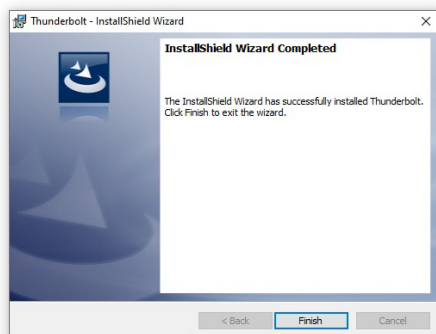 Thunderbolt - InstallShield Wizard
InstallShield Wizard Completed
The InstallShield Wizard has successfully installed Thunderbolt.
Click Finish to exit the wizard.
< Back
Finish
Cancel